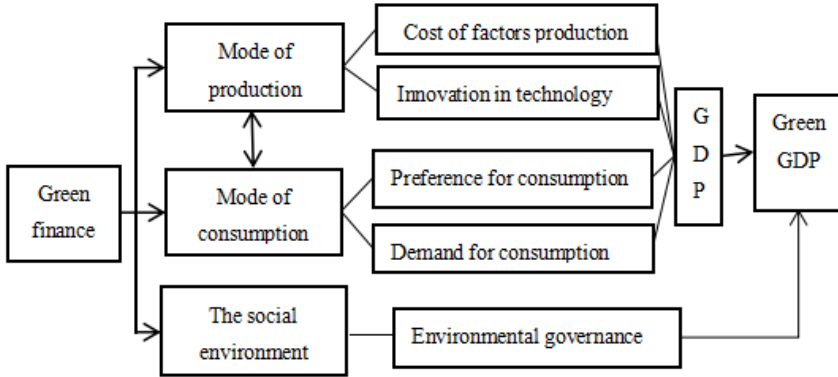 Mode of
production
Cost of factors production
Innovation in technology
G
D
P
Green
GDP
Green
finance
Mode of
consumption
Preference for consumption
Demand for consumption
The social
environment
Environmental governance